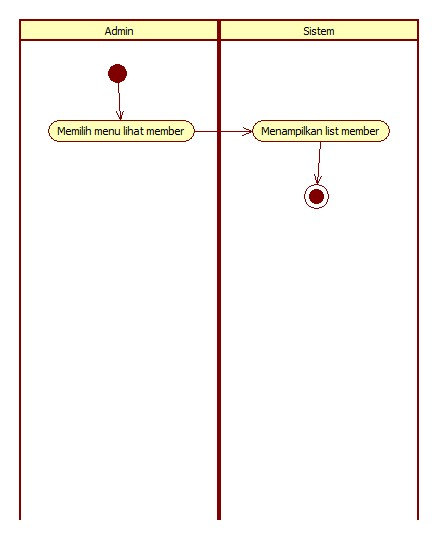 Admin
Sistem
Memilih menu lihat member
Menampilkan list member